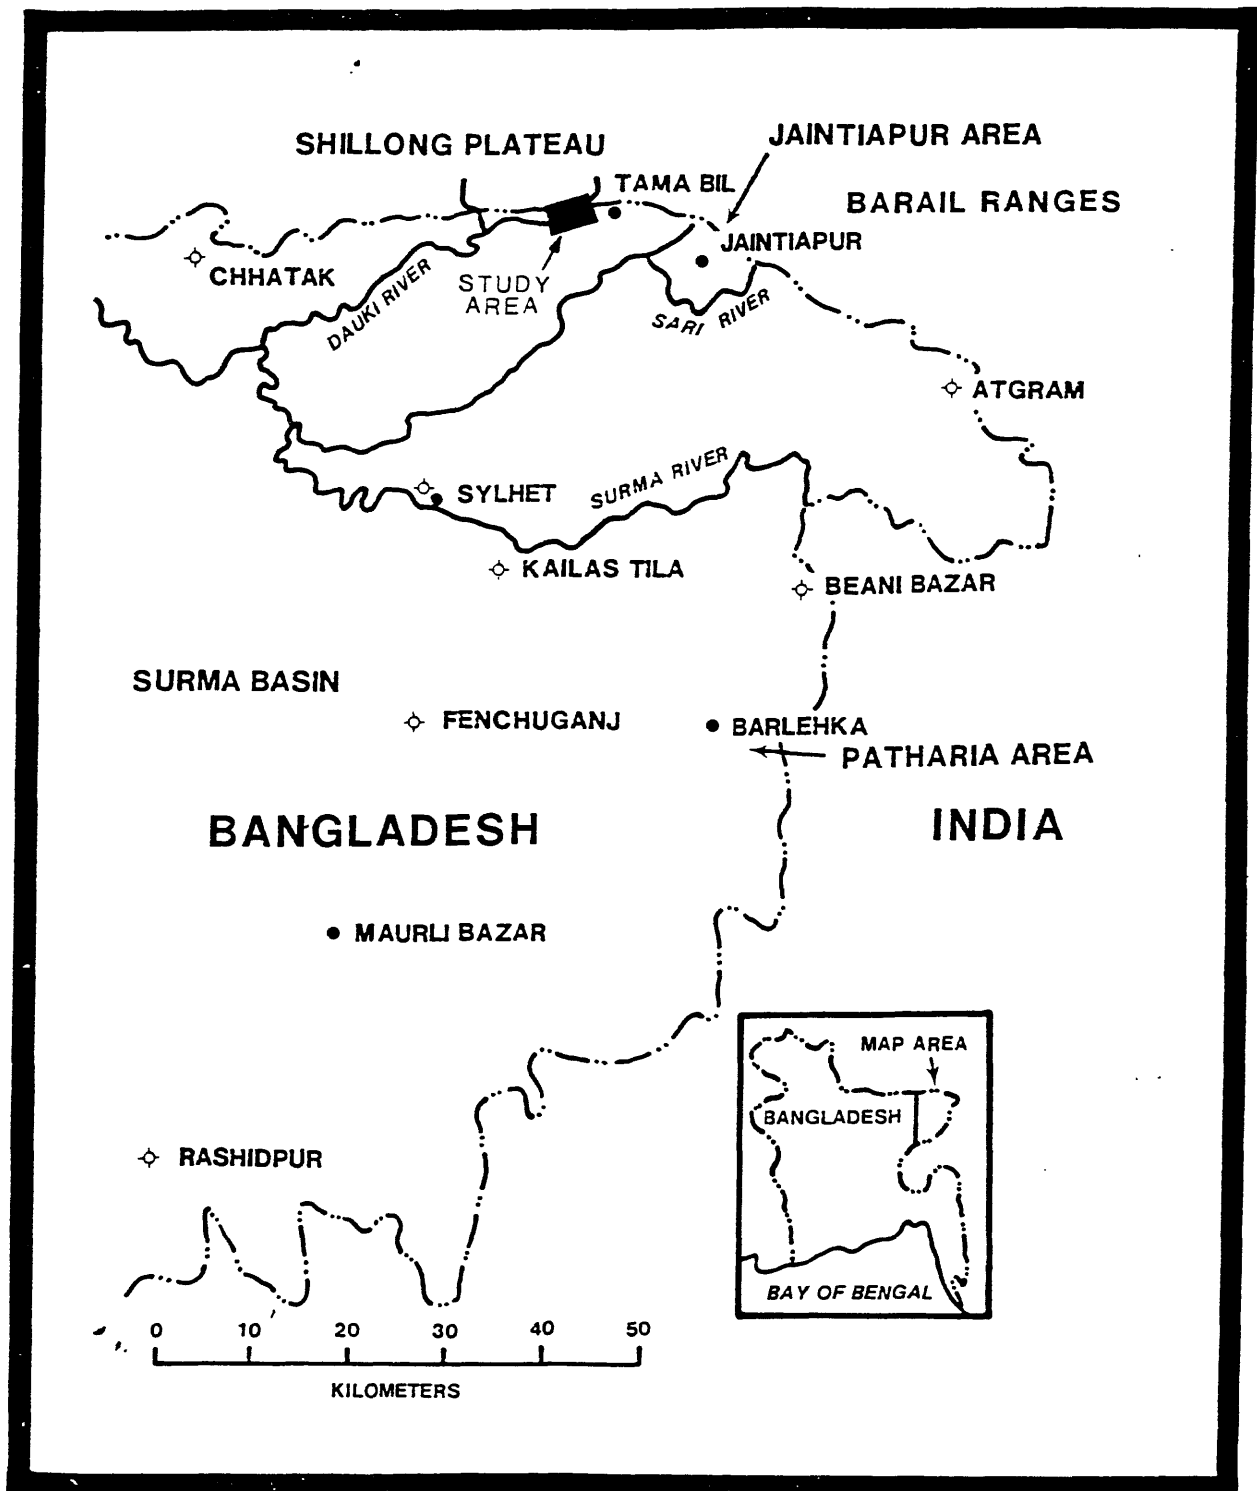 SHILLONG PLATEAU
JAINTIAPUR AREA
TAMA BIL
BARAIL RANGES
JAINTIAPUR
CHHATAK
DAUKI RIVER
STUDY
AREA
SARI RIVER
ATGRAM
SURMA RIVER
SYLHET
KAILAS TILA
BEANI BAZAR
SURMA BASIN
FENCHUGANJ
BARLEHKA
PATHARIA AREA
BANGLADESH
INDIA
MAURLI BAZAR
MAP AREA
BANGLADESH
RASHIDPUR
BAY OF BENGAL
0 10 20 30 40 50
KILOMETERS